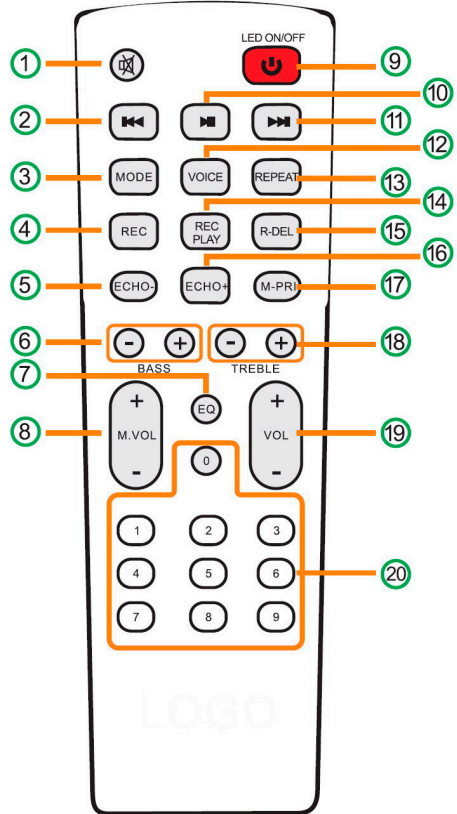 LED ON/OFF
1
9
2
10
11
3
MODE
VOICE
REPEAT
12
13
4
REC
REC
PLAY
R-DEL
14
15
5
ECHO-
ECHO+
M-PRI
16
17
6
-
+
-
+
18
BASS
TREBLE
7
EQ
8
+
M.VOL
-
+
VOL
-
19
0
1
2
3
4
5
6
20
7
8
9
LOGO